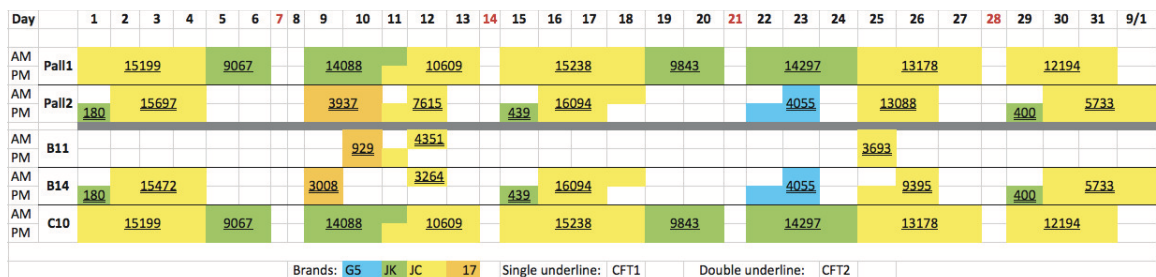 Day 1 2 3 4 5 6 7 8 9 10 11 12 13 14 15 16 17 18 19 20 21 22 23 24 25 26 27 28 29 30 31 9/1
AM
Pall1 15199 9067 14088 10609 15238 9843 14297 13178 12194
PM
AM
Pall2 15697 3937 7615 16094 4055 13088 5733
PM 180 439 400
AM 4351
B11 929 3693
PM
AM 3264
B14 15472 3008 16094 4055 9395 5733
PM 180 439 400
AM
C10 15199 9067 14088 10609 15238 9843 14297 13178 12194
PM
Brands: G5 JK JC 17 Single underline: CFT1 Double underline: CFT2